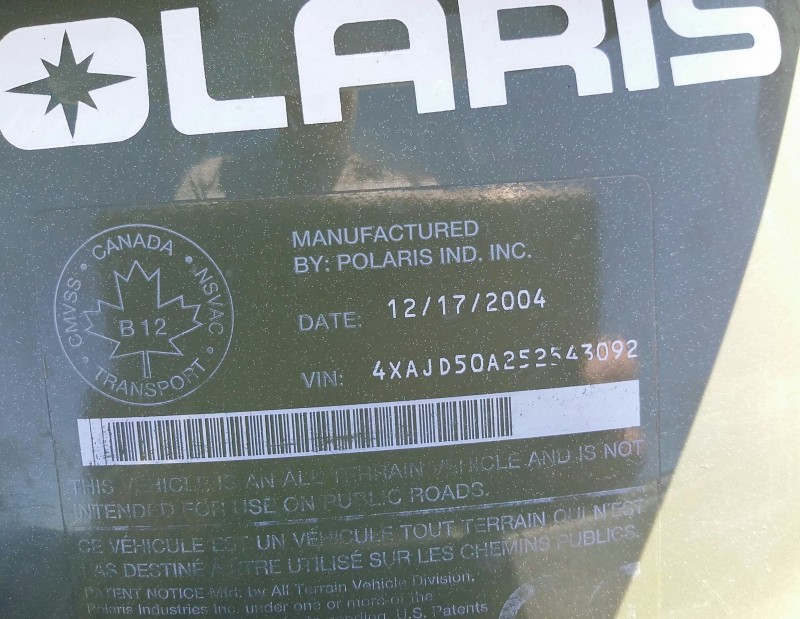 POLARIS
CANADA
CMVSS • NSVAC
B 12
TRANSPORT
MANUFACTURED
BY: POLARIS IND. INC.
DATE: 12/17/2004
VIN: 4XAJD50A252543092
THIS VEHICLE IS AN ALL TERRAIN VEHICLE AND IS NOT
INTENDED FOR USE ON PUBLIC ROADS.
CE VÉHICULE EST UN VÉHICULE TOUT TERRAIN QUI N'EST
PAS DESTINÉ A ETRE UTILISÉ SUR LES CHEMINS PUBLICS.
PATENT NOTICE-Mfd. by All Terrain Vehicle Division,
Polaris Industries Inc. under one or more of the
U.S. Patents